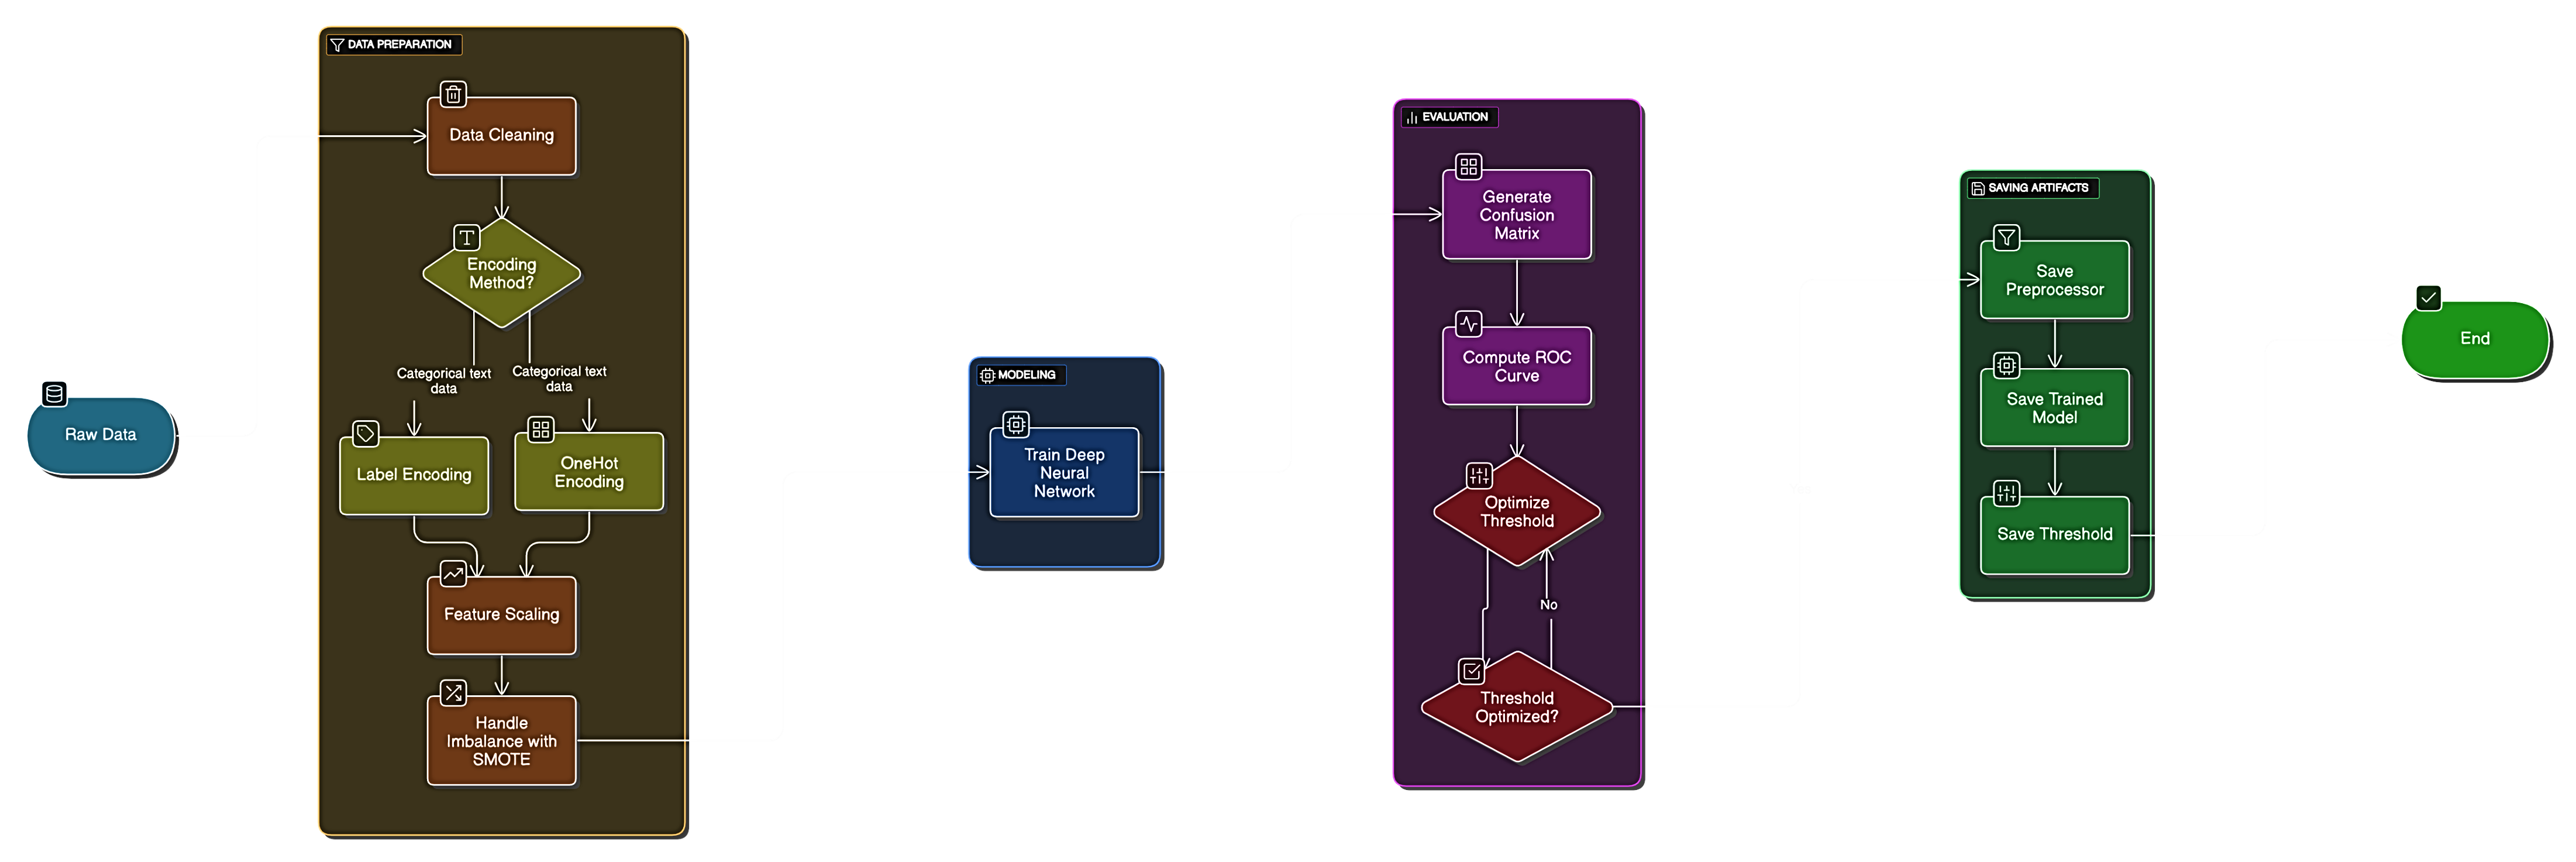 Raw Data
DATA PREPARATION
Data Cleaning
Encoding
Method?
Categorical text
data
Categorical text
data
Label Encoding
OneHot
Encoding
Feature Scaling
Handle
Imbalance with
SMOTE
MODELING
Train Deep
Neural
Network
EVALUATION
Generate
Confusion
Matrix
Compute ROC
Curve
Optimize
Threshold
No
Threshold
Optimized?
SAVING ARTIFACTS
Save
Preprocessor
Save Trained
Model
Save Threshold
End